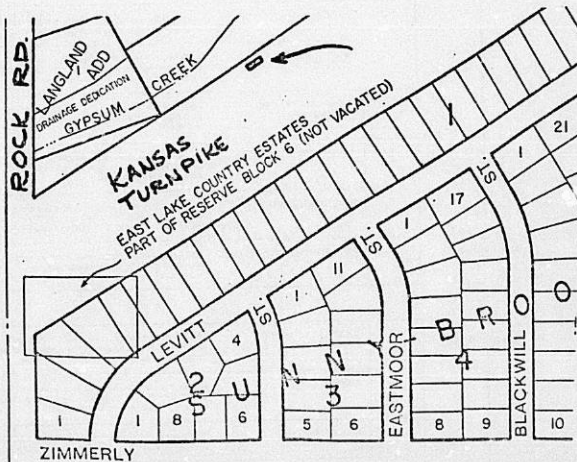 ROCK RD.
LANGLAND
ADD
DRAINAGE DEDICATION
GYPSUM
CREEK
KANSAS
TURNPIKE
EAST LAKE COUNTRY ESTATES
PART OF RESERVE BLOCK 6 (NOT VACATED)
1
1
21
ST.
1
17
ST.
1
11
ST.
LEVITT
4
2
S U N N Y B R O O
3
4
1
1
8
6
5
6
EASTMOOR
8
9
BLACKWILL
10
ZIMMERLY